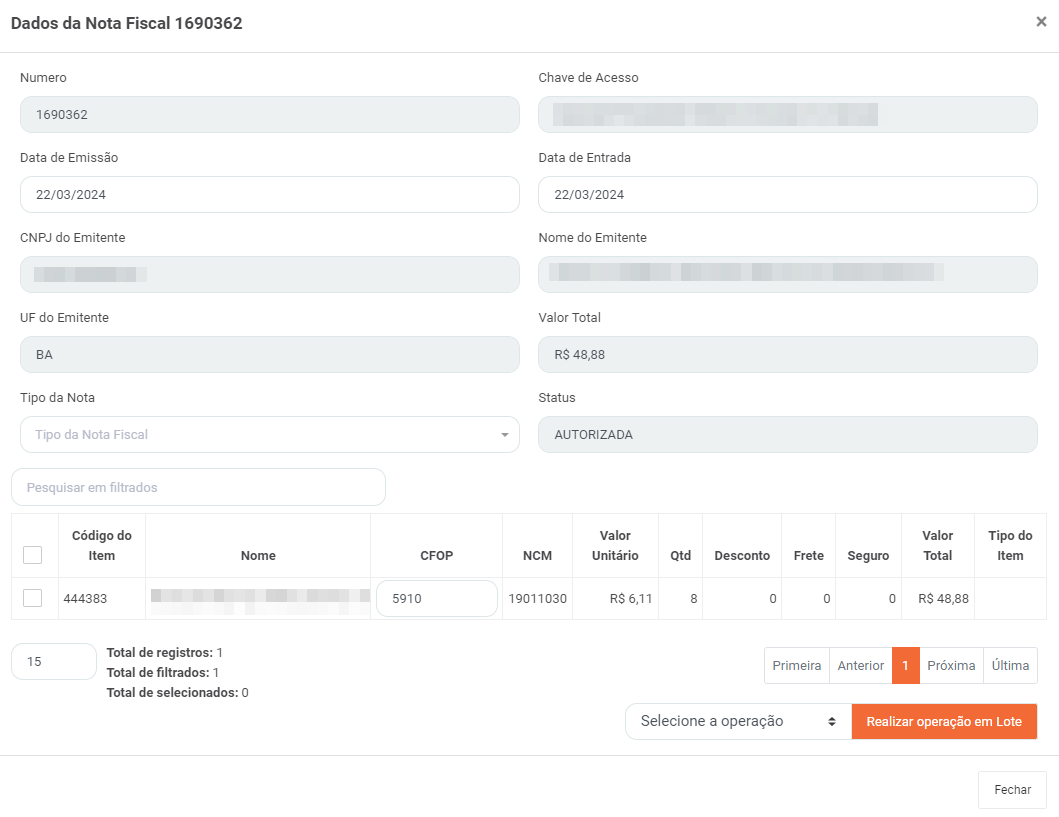 Dados da Nota Fiscal 1690362 ×
Numero Chave de Acesso
1690362
Data de Emissão Data de Entrada
22/03/2024 22/03/2024
CNPJ do Emitente Nome do Emitente
UF do Emitente Valor Total
BA R$ 48,88
Tipo da Nota Status
Tipo da Nota Fiscal AUTORIZADA
Pesquisar em filtrados
Código do Item Nome CFOP NCM Valor Unitário Qtd Desconto Frete Seguro Valor Total Tipo do Item
444383 5910 19011030 R$ 6,11 8 0 0 0 R$ 48,88
15
Total de registros: 1
Total de filtrados: 1
Total de selecionados: 0
Primeira Anterior 1 Próxima Última
Selecione a operação Realizar operação em Lote
Fechar